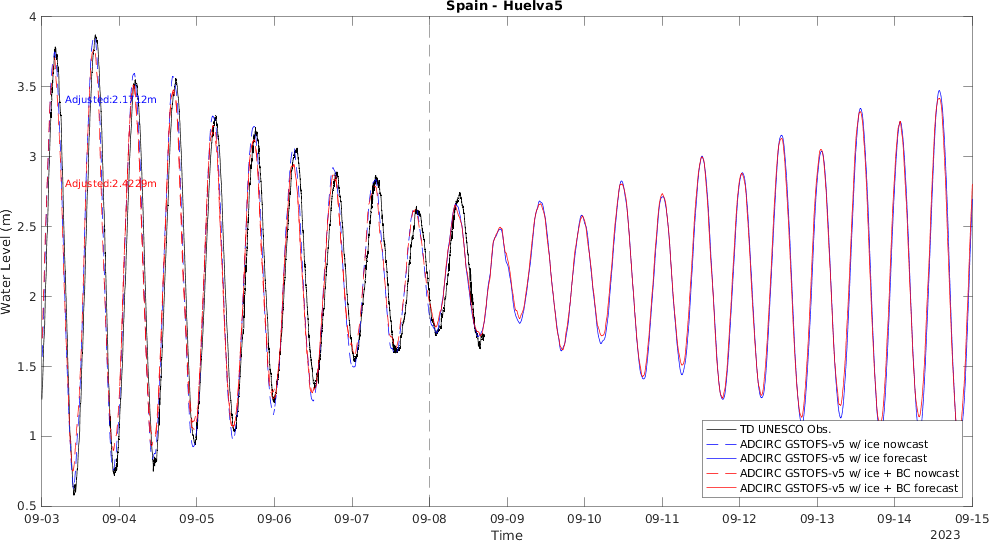 Spain - Huelva5
4
3.5
3
2.5
2
1.5
1
0.5
Water Level (m)
Adjusted:2.1712m
Adjusted:2.4229m
TD UNESCO Obs.
ADCIRC GSTOFS-v5 w/ ice nowcast
ADCIRC GSTOFS-v5 w/ ice forecast
ADCIRC GSTOFS-v5 w/ ice + BC nowcast
ADCIRC GSTOFS-v5 w/ ice + BC forecast
09-03 09-04 09-05 09-06 09-07 09-08 09-09 09-10 09-11 09-12 09-13 09-14 09-15
Time
2023